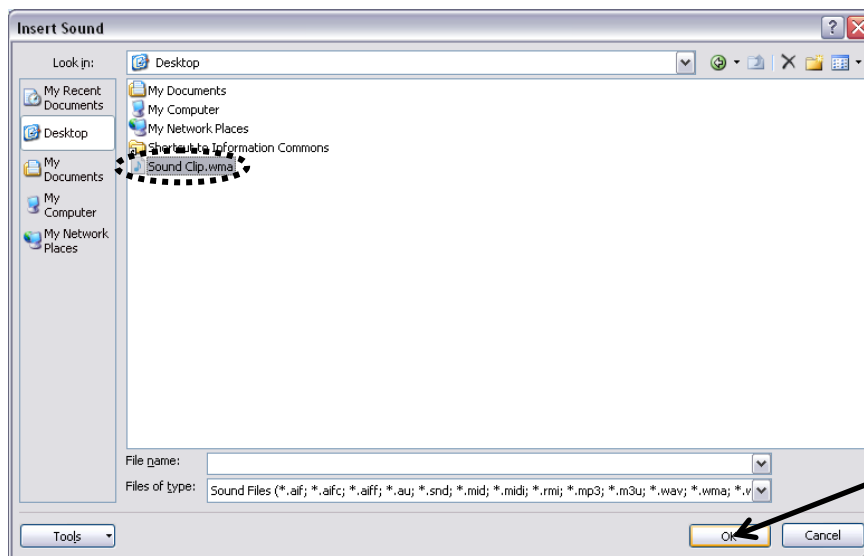 Insert Sound
Look in:
Desktop
My Recent
Documents
Desktop
My
Documents
My
Computer
My Network
Places
My Documents
My Computer
My Network Places
Shortcut to Information Commons
Sound Clip.wma
File name:
Files of type:
Sound Files (*.aif; *.aifc; *.aiff; *.au; *.snd; *.mid; *.midi; *.rmi; *.mp3; *.m3u; *.wav; *.wma; *.v
Tools
OK
Cancel